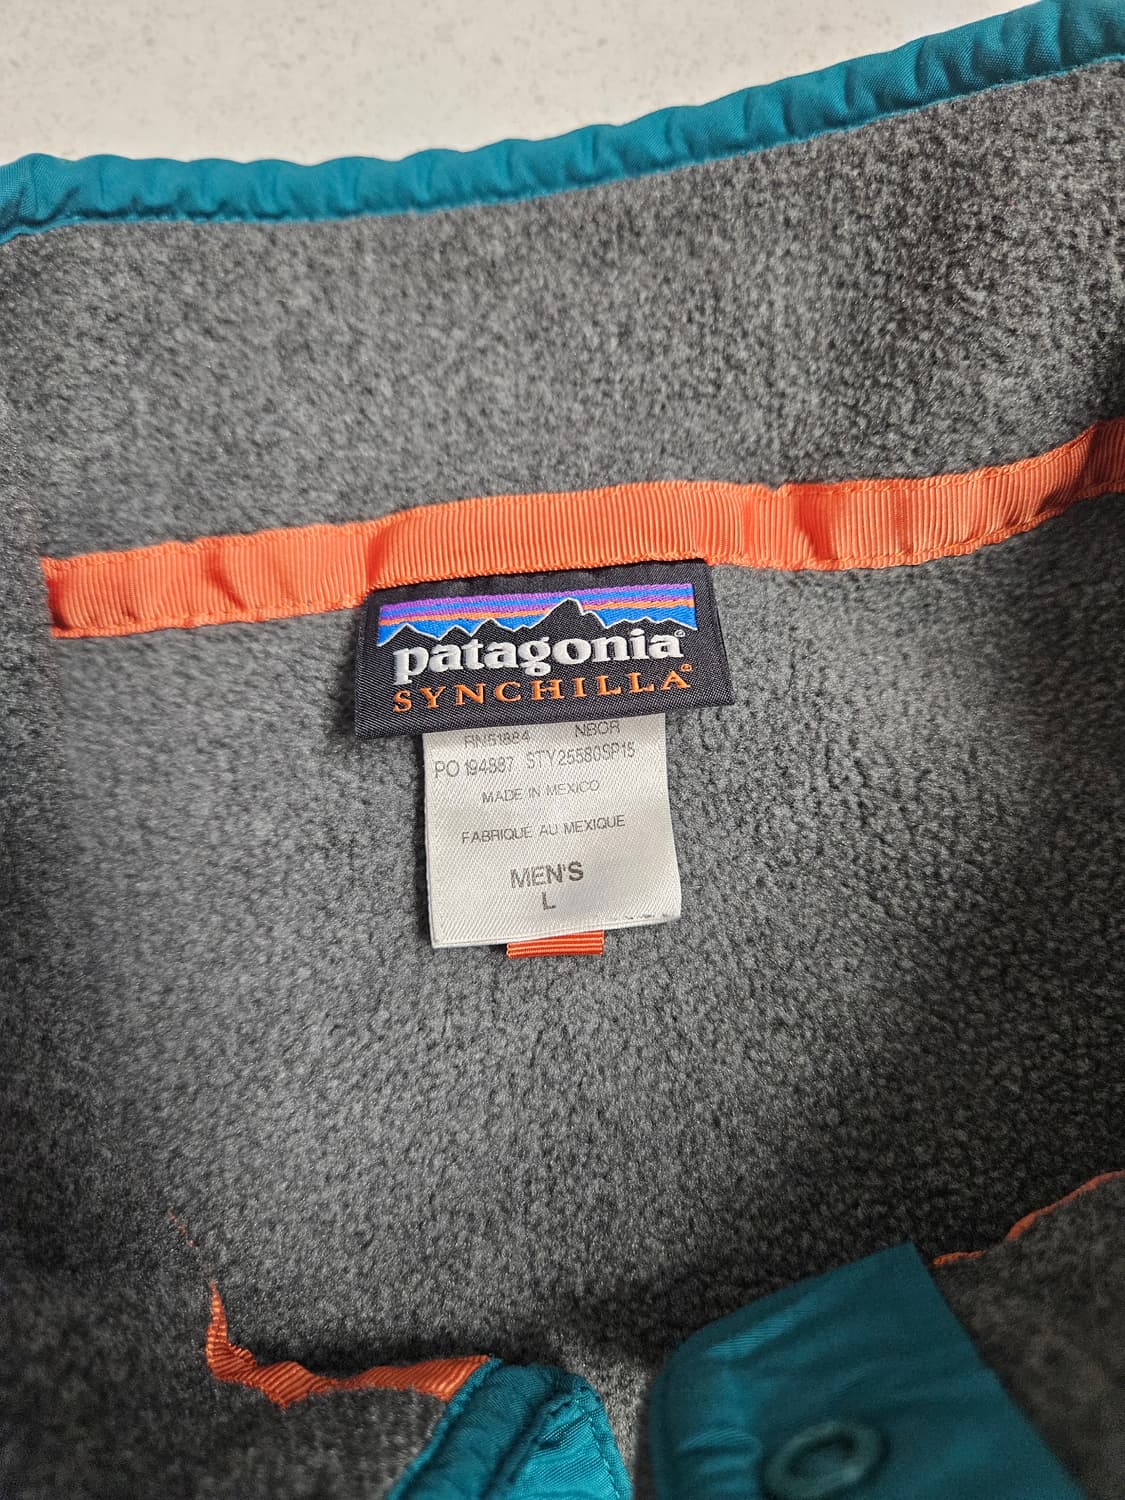 patagonia®
SYNCHILLA®
RN51884 NBOR
PO 194887 STY25580SP15
MADE IN MEXICO
FABRIQUE AU MEXIQUE
MEN'S
L